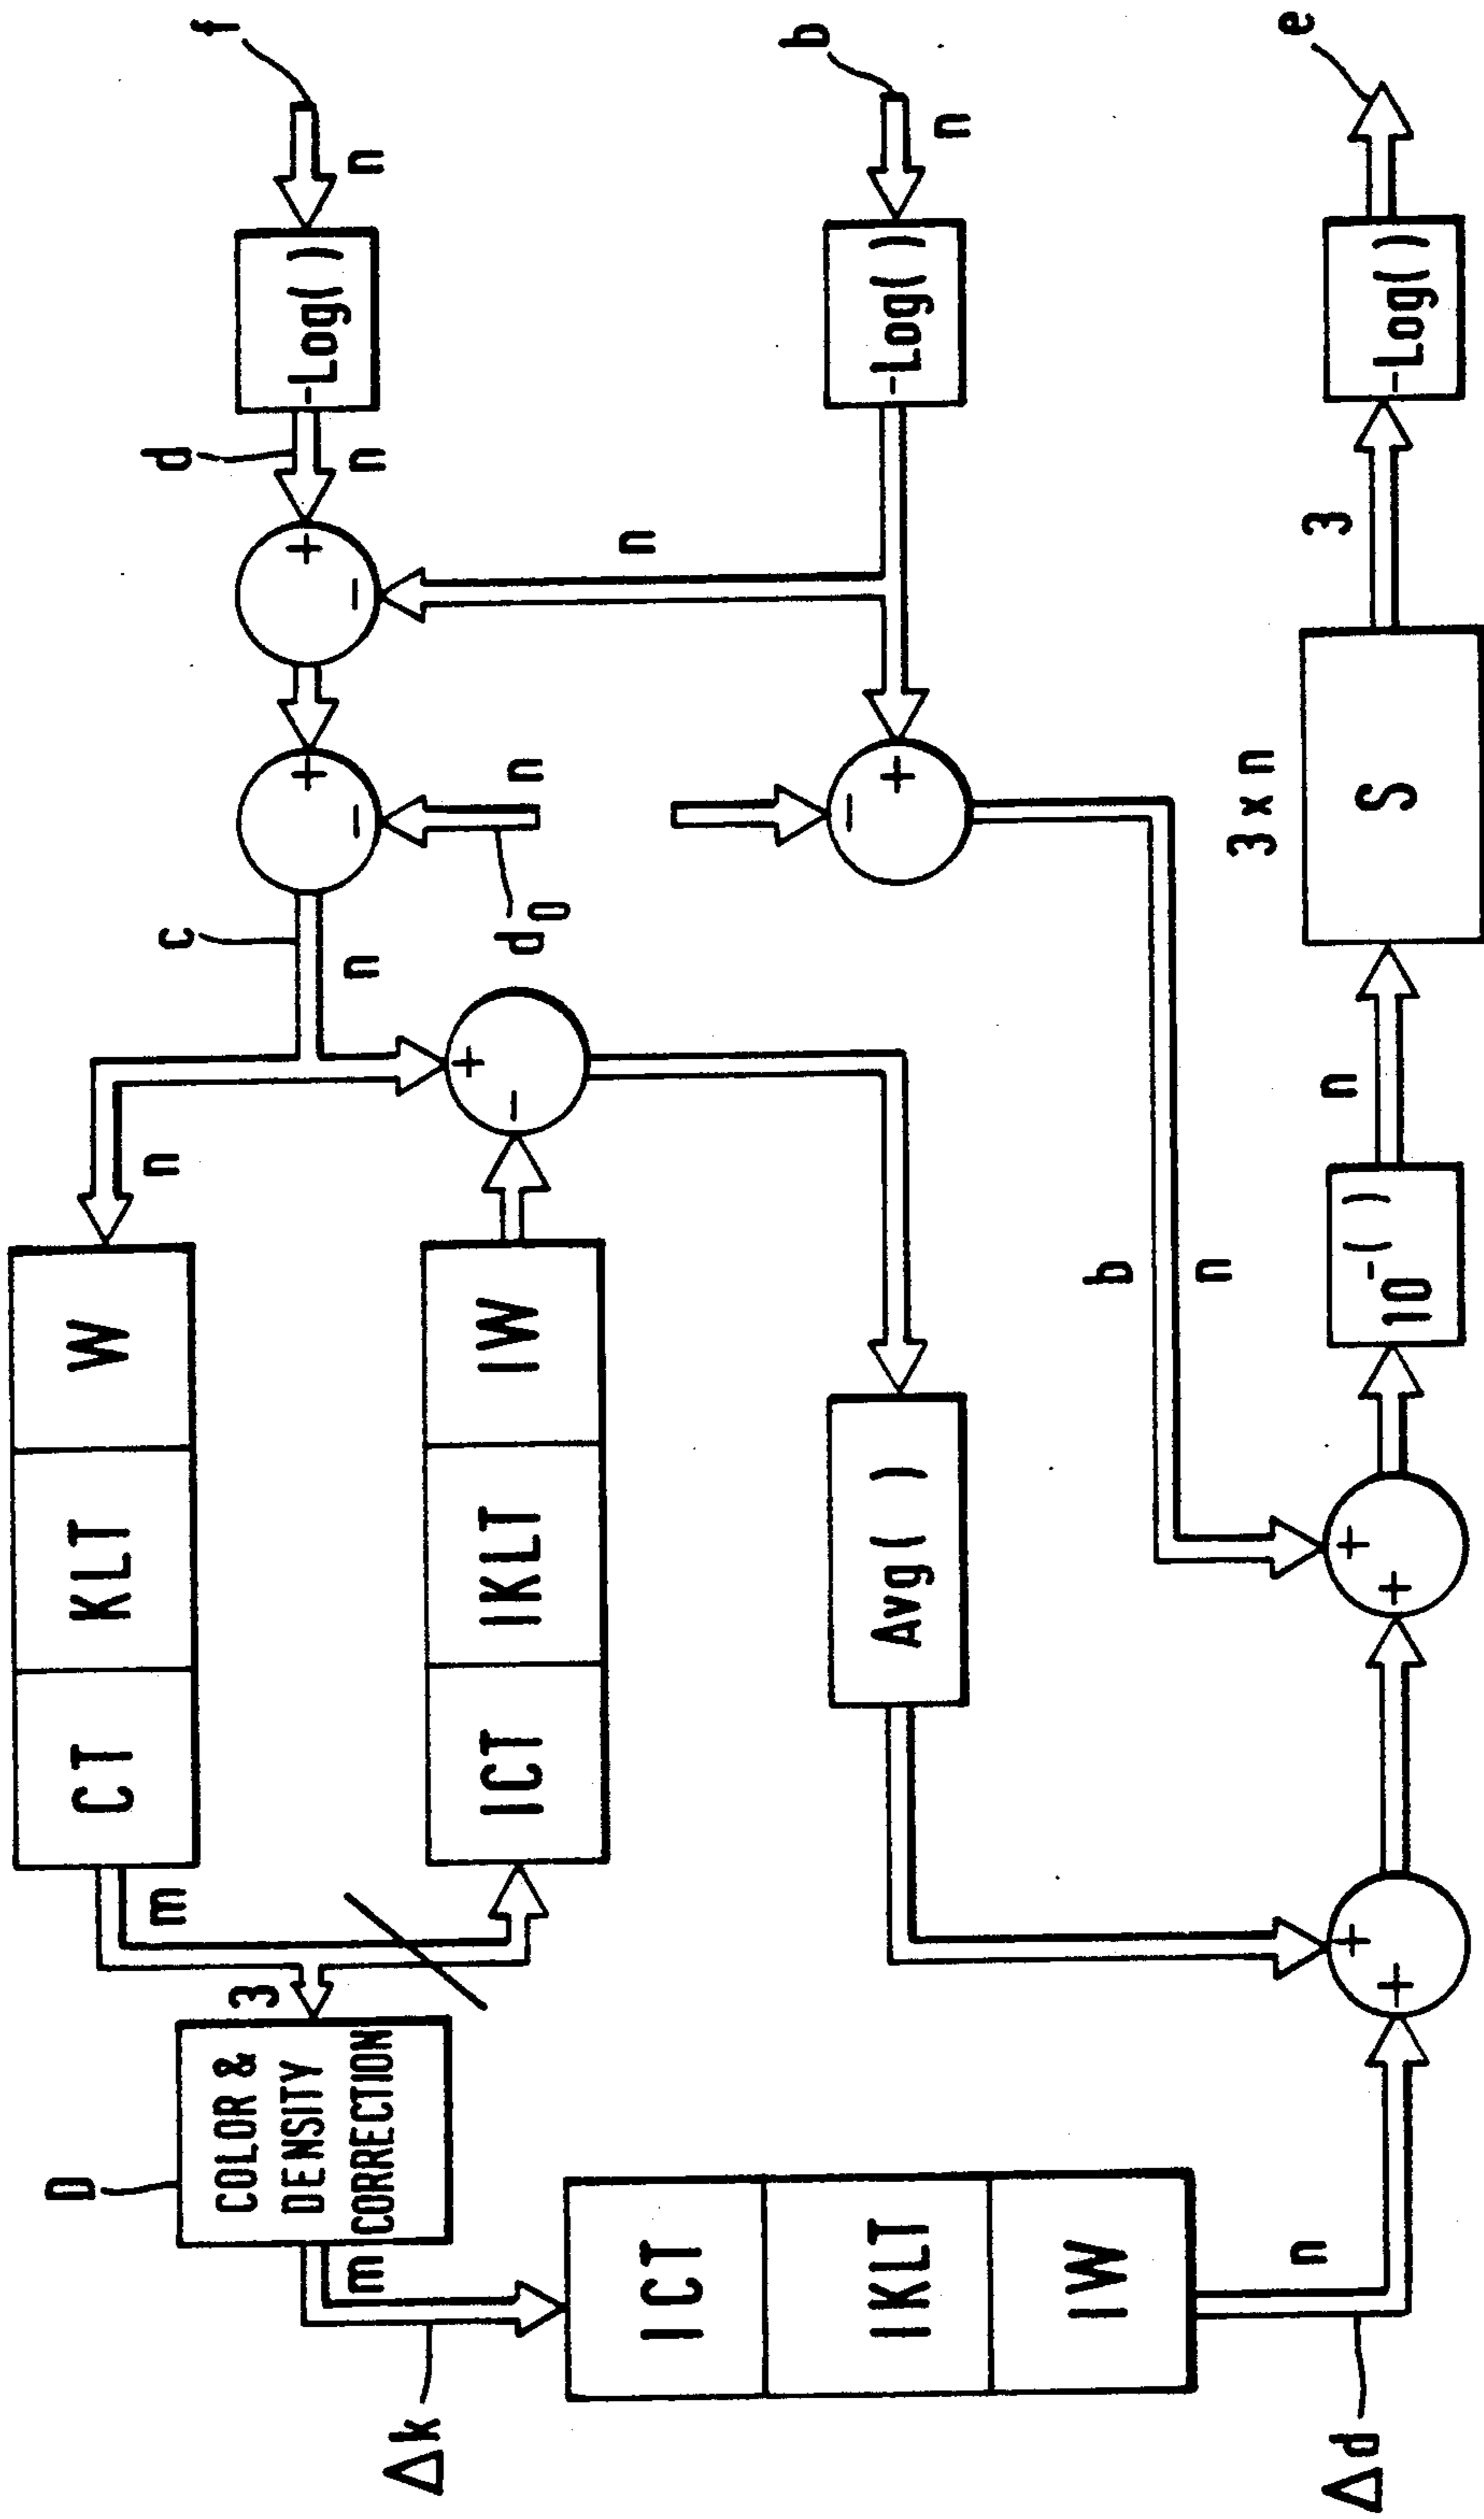 D
CT KLT W
m
n
c
d
f
3
COLOR &
DENSITY
CORRECTION
+
+
-Log( )
−
−
m
n
n
n
Δk
+
ICT IKLT IW
−
d0
n
n
ICT
IKLT
IW
b
−
Avg( )
+
-Log( )
n
b
n
3 x n
3
e
n
n
+
+
Δd
+
+
10-( )
S
-Log( )